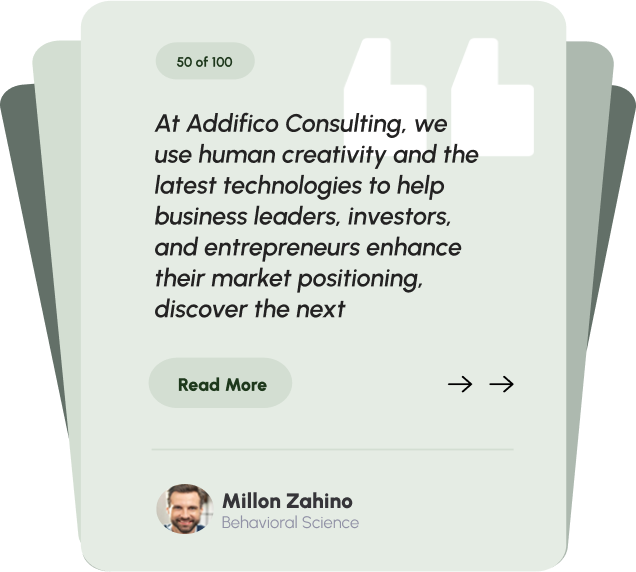 50 of 100
At Addifico Consulting, we
use human creativity and the
latest technologies to help
business leaders, investors,
and entrepreneurs enhance
their market positioning,
discover the next
Read More
Millon Zahino
Behavioral Science